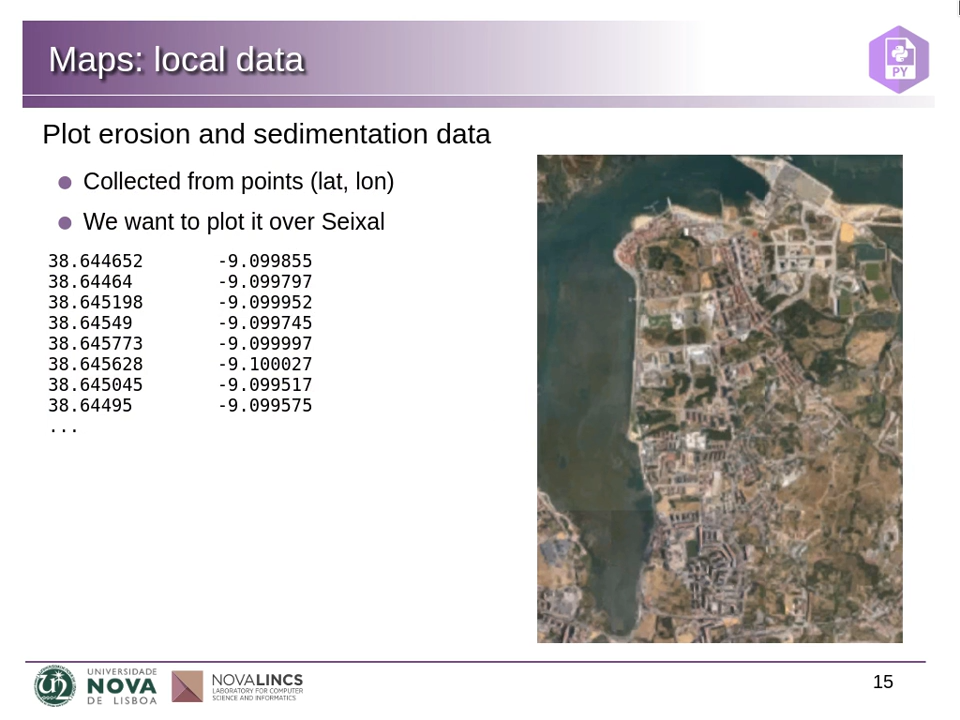 Maps: local data
PY
Plot erosion and sedimentation data
Collected from points (lat, lon)
We want to plot it over Seixal
38.644652 -9.099855
38.64464 -9.099797
38.645198 -9.099952
38.64549 -9.099745
38.645773 -9.099997
38.645628 -9.100027
38.645045 -9.099517
38.64495 -9.099575
...
UNIVERSIDADE
NOVA
DE LISBOA
NOVALINCS
LABORATORY FOR COMPUTER
SCIENCE AND INFORMATICS
15